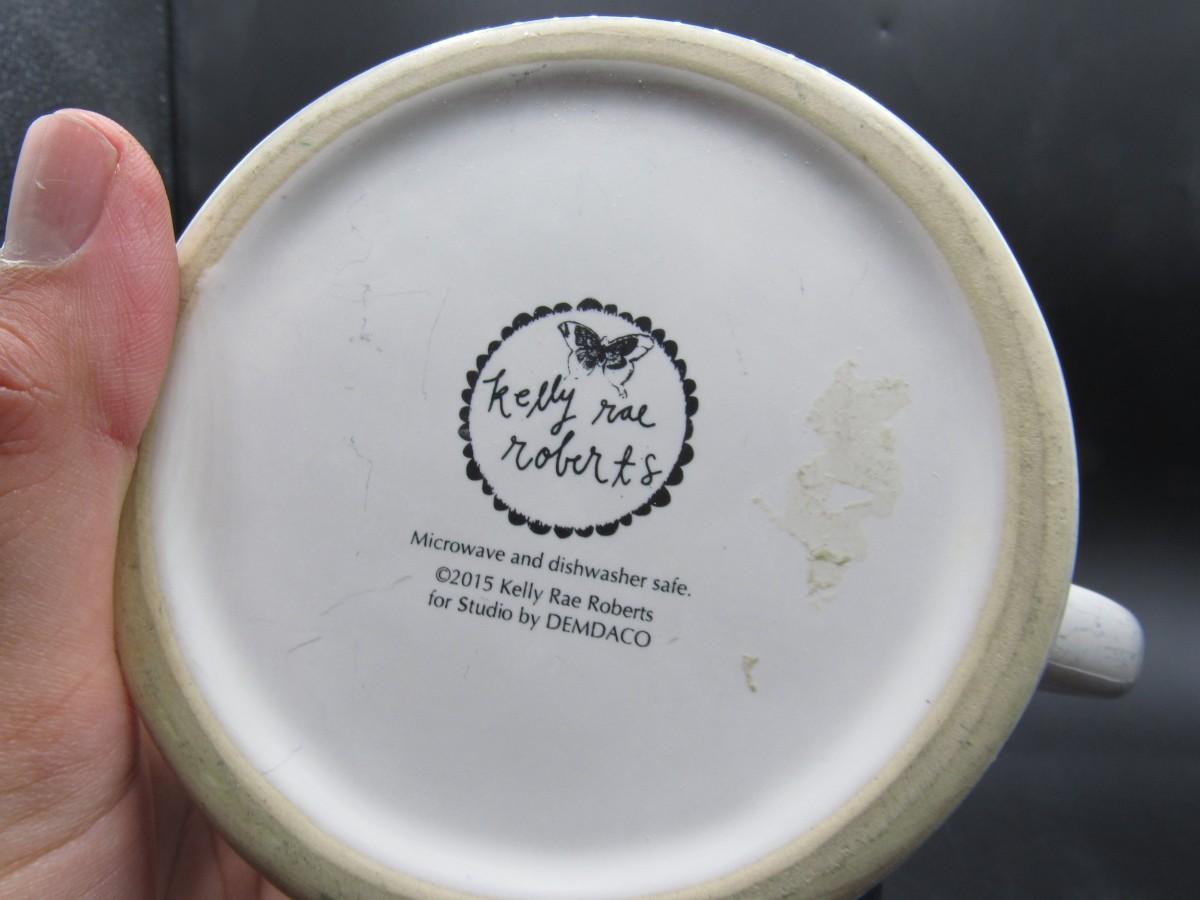 kelly rae
roberts
Microwave and dishwasher safe.
©2015 Kelly Rae Roberts
for Studio by DEMDACO